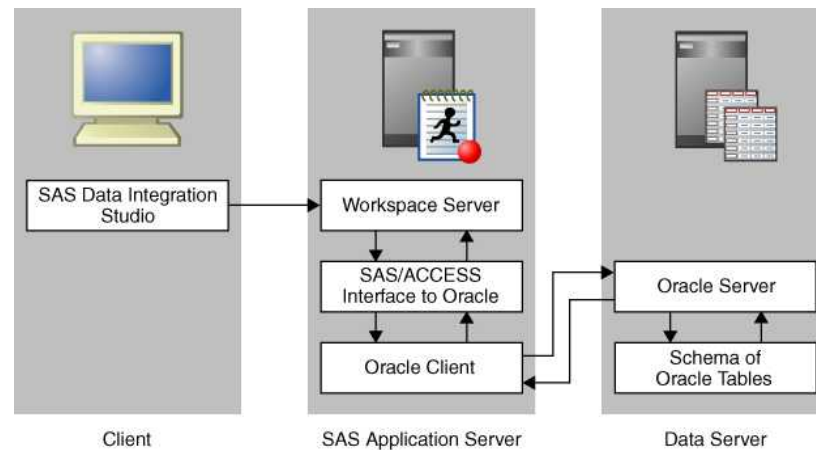 SAS Data Integration
Studio
Workspace Server
SAS/ACCESS
Interface to Oracle
Oracle Client
Oracle Server
Schema of
Oracle Tables
Client
SAS Application Server
Data Server